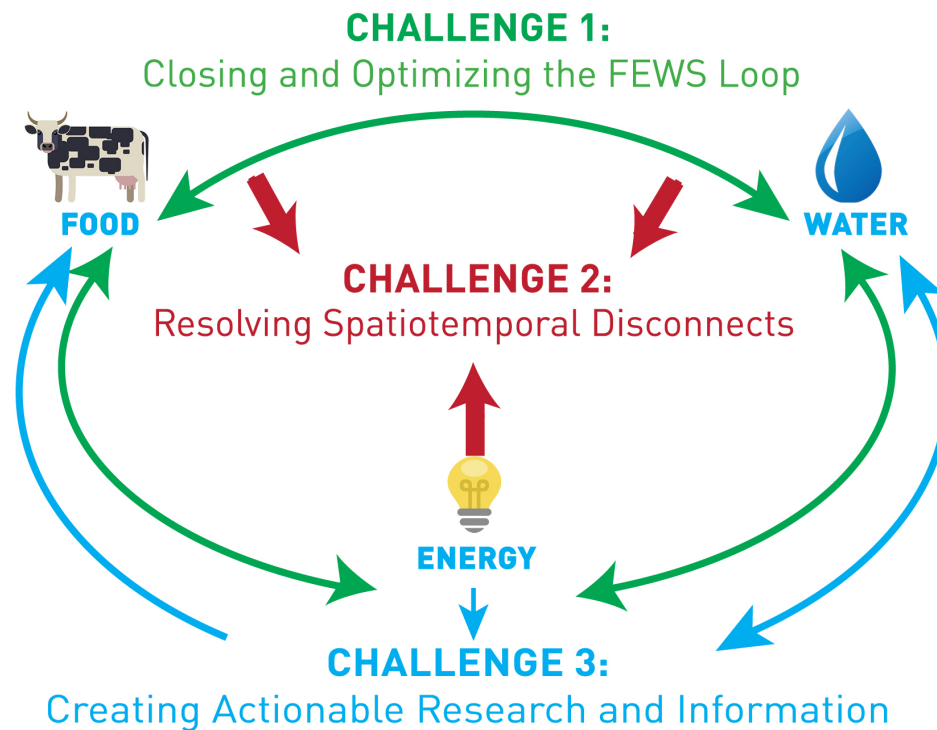 CHALLENGE 1:
Closing and Optimizing the FEWS Loop
FOOD
WATER
CHALLENGE 2:
Resolving Spatiotemporal Disconnects
ENERGY
CHALLENGE 3:
Creating Actionable Research and Information